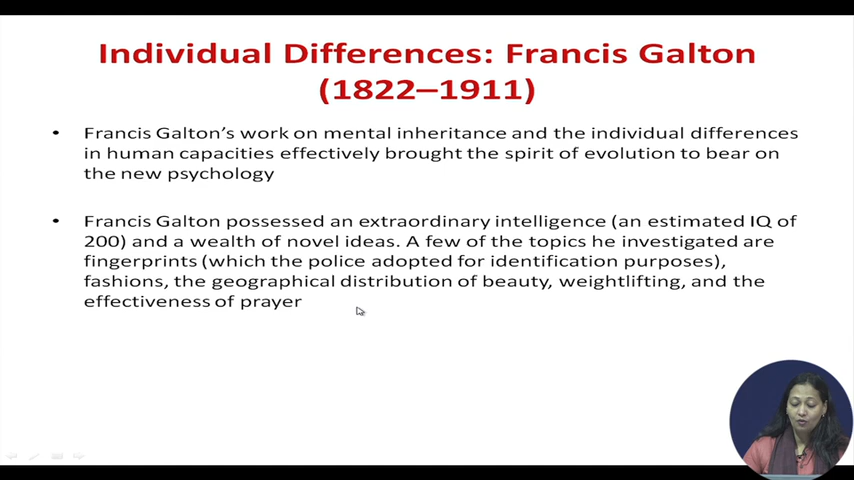 Individual Differences: Francis Galton
(1822–1911)
• Francis Galton's work on mental inheritance and the individual differences
in human capacities effectively brought the spirit of evolution to bear on
the new psychology
• Francis Galton possessed an extraordinary intelligence (an estimated IQ of
200) and a wealth of novel ideas. A few of the topics he investigated are
fingerprints (which the police adopted for identification purposes),
fashions, the geographical distribution of beauty, weightlifting, and the
effectiveness of prayer